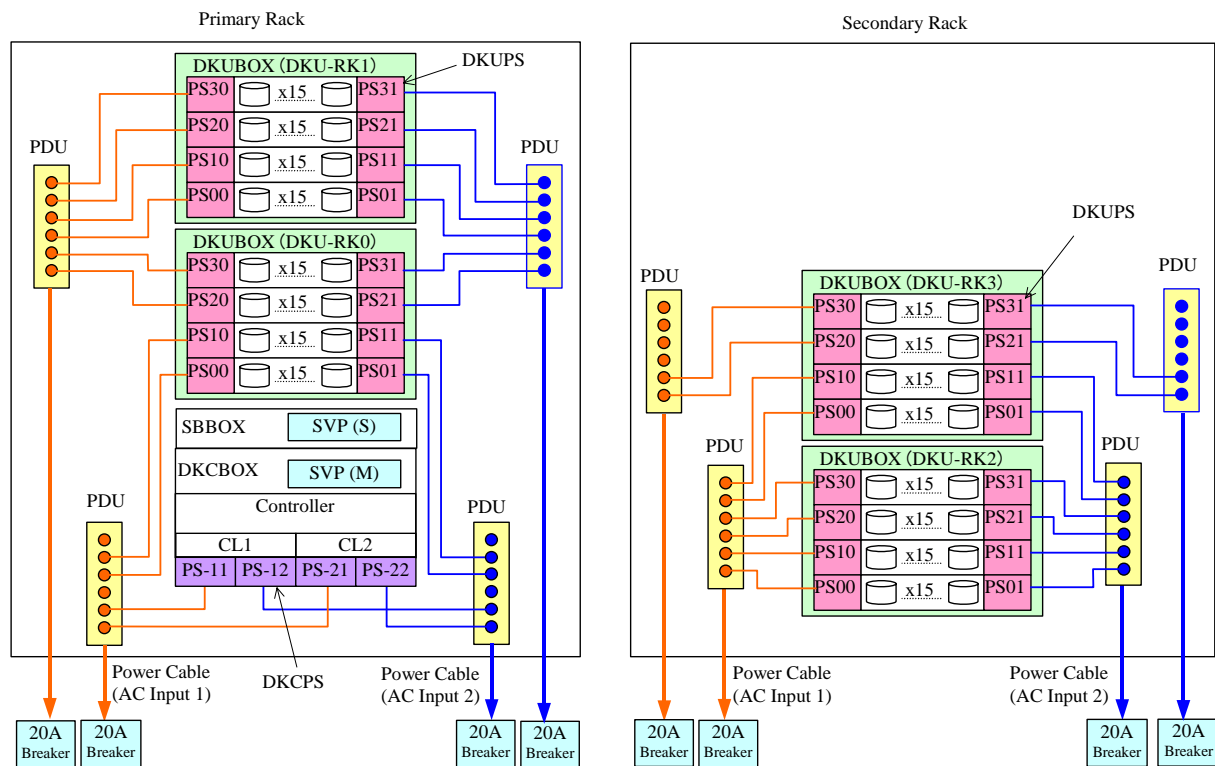 Primary Rack
DKUBOX (DKU-RK1)
DKUPS
PS30 x15 PS31
PS20 x15 PS21
PS10 x15 PS11
PS00 x15 PS01
PDU
PDU
DKUBOX (DKU-RK0)
PS30 x15 PS31
PS20 x15 PS21
PS10 x15 PS11
PS00 x15 PS01
SBBOX
SVP (S)
DKCBOX
SVP (M)
Controller
CL1
CL2
PS-11
PS-12
PS-21
PS-22
PDU
PDU
Power Cable
(AC Input 1)
DKCPS
Power Cable
(AC Input 2)
20A
Breaker
20A
Breaker
20A
Breaker
20A
Breaker
Secondary Rack
DKUPS
PDU
PDU
DKUBOX (DKU-RK3)
PS30 x15 PS31
PS20 x15 PS21
PS10 x15 PS11
PS00 x15 PS01
PDU
PDU
DKUBOX (DKU-RK2)
PS30 x15 PS31
PS20 x15 PS21
PS10 x15 PS11
PS00 x15 PS01
Power Cable
(AC Input 1)
Power Cable
(AC Input 2)
20A
Breaker
20A
Breaker
20A
Breaker
20A
Breaker